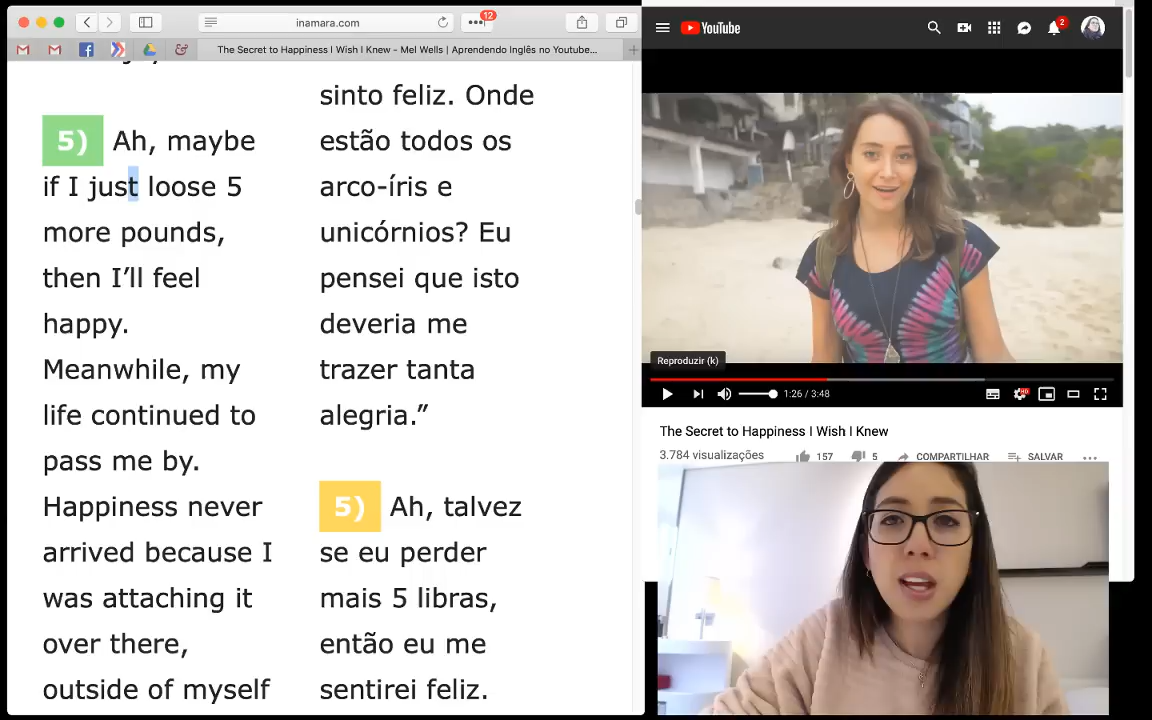 12
inamara.com
The Secret to Happiness I Wish I Knew - Mel Wells | Aprendendo Inglês no Youtube...
5) Ah, maybe
if I just loose 5
more pounds,
then I’ll feel
happy.
Meanwhile, my
life continued to
pass me by.
Happiness never
arrived because I
was attaching it
over there,
outside of myself
sinto feliz. Onde
estão todos os
arco-íris e
unicórnios? Eu
pensei que isto
deveria me
trazer tanta
alegria.”
5) Ah, talvez
se eu perder
mais 5 libras,
então eu me
sentirei feliz.
YouTube
2
Reproduzir (k)
1:26 / 3:48
HD
The Secret to Happiness I Wish I Knew
3.784 visualizações 157 5 COMPARTILHAR SALVAR